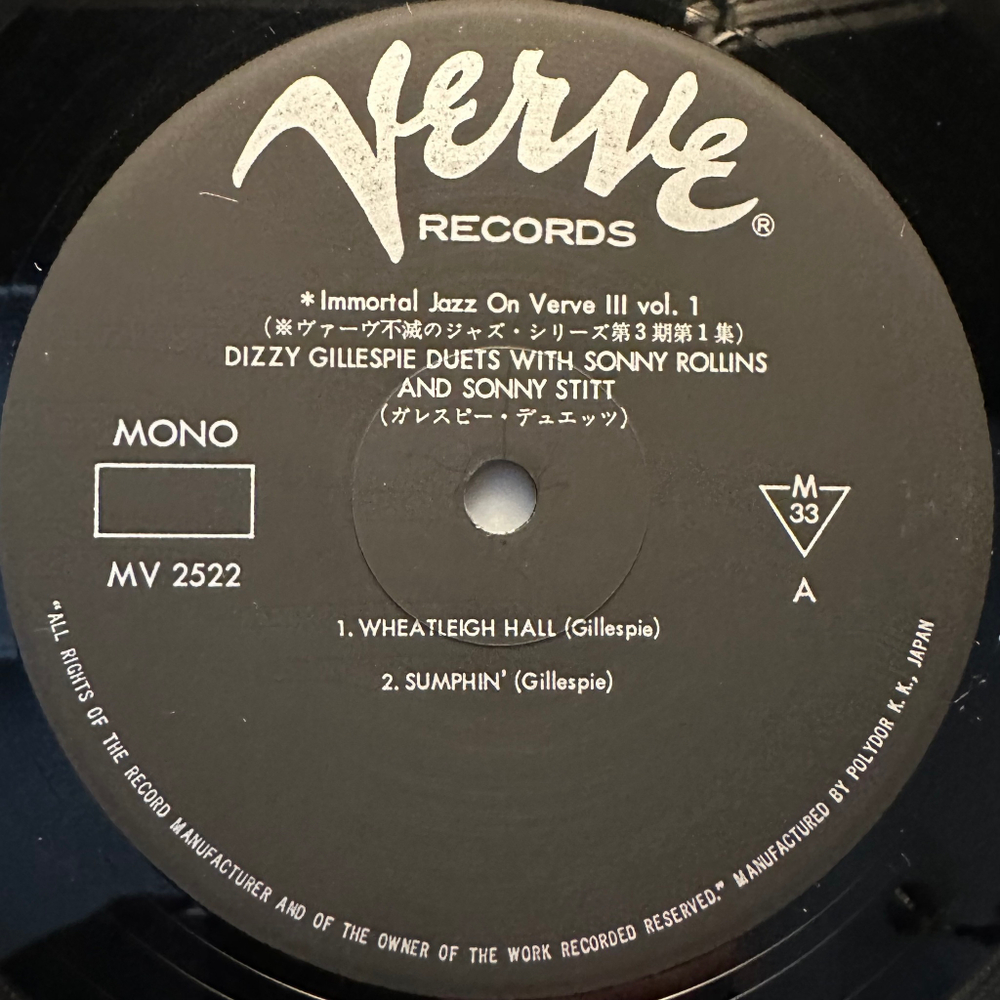 Verve
RECORDS ®
*Immortal Jazz On Verve III vol. 1
(※ヴァーヴ不滅のジャズ・シリーズ第3期第1集)
DIZZY GILLESPIE DUETS WITH SONNY ROLLINS
AND SONNY STITT
(ガレスピー・デュエッツ)
MONO
MV 2522
M
33
A
1. WHEATLEIGH HALL (Gillespie)
2. SUMPHIN' (Gillespie)
"ALL RIGHTS OF THE RECORD MANUFACTURER AND OF THE OWNER OF THE WORK RECORDED RESERVED." MANUFACTURED BY POLYDOR K. K., JAPAN